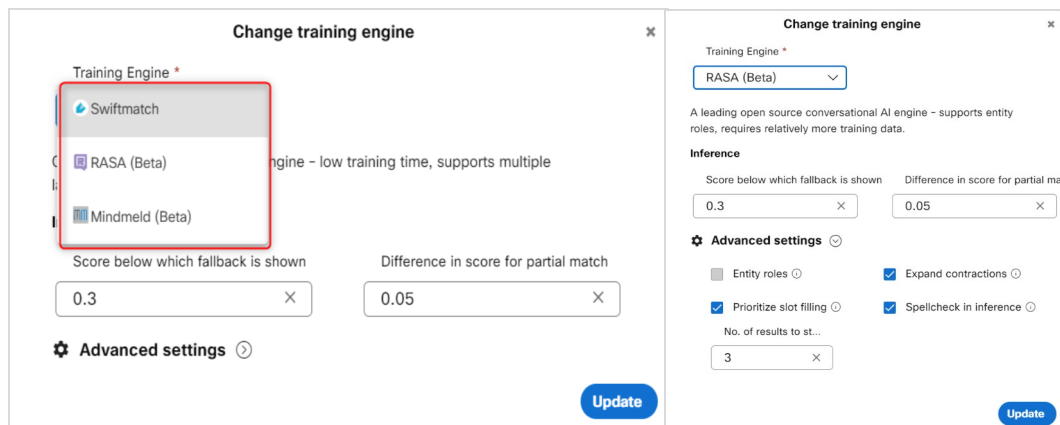 Change training engine
Training Engine *
Swiftmatch
RASA (Beta)
Mindmeld (Beta)
ngine – low training time, supports multiple
Score below which fallback is shown
Difference in score for partial match
0.3
0.05
Advanced settings
Update
Change training engine
Training Engine *
RASA (Beta)
A leading open source conversational AI engine – supports entity
roles, requires relatively more training data.
Inference
Score below which fallback is shown
Difference in score for partial ma
0.3
0.05
Advanced settings
Entity roles
Expand contractions
Prioritize slot filling
Spellcheck in inference
No. of results to st...
3
Update